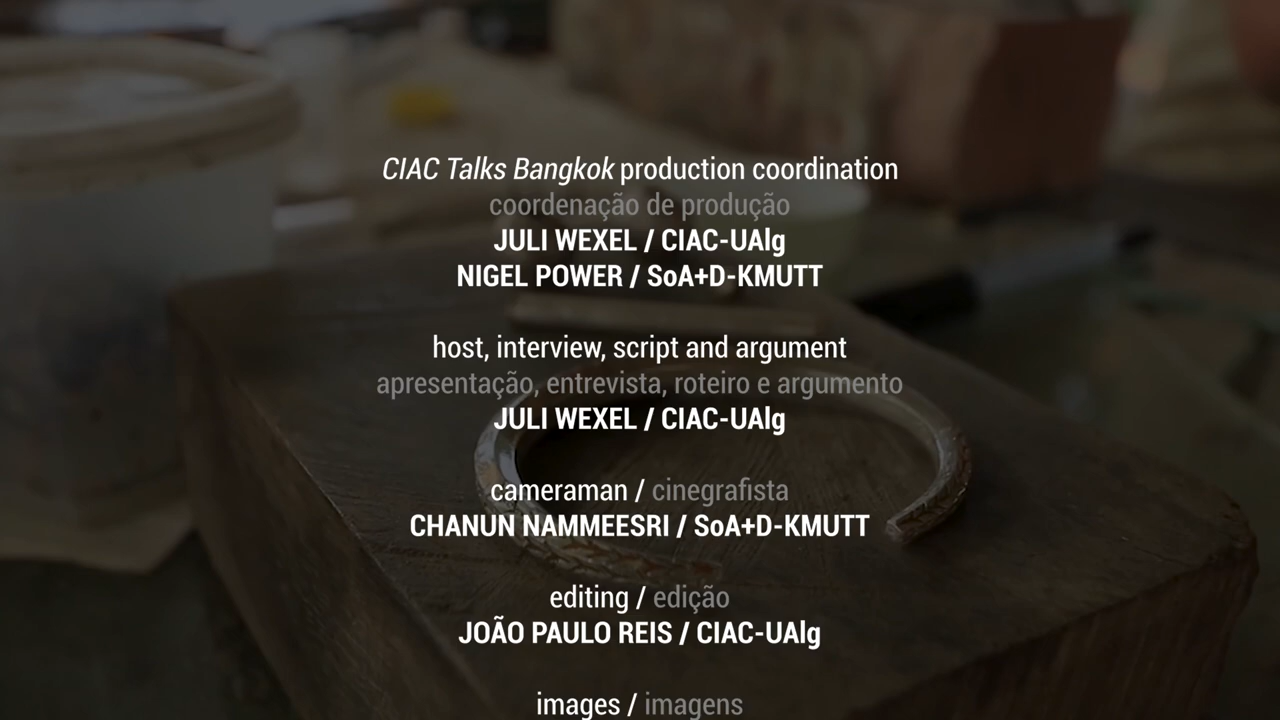 CIAC Talks Bangkok production coordination
coordenação de produção
JULI WEXEL / CIAC-UAlg
NIGEL POWER / SoA+D-KMUTT
host, interview, script and argument
apresentação, entrevista, roteiro e argumento
JULI WEXEL / CIAC-UAlg
cameraman / cinegrafista
CHANUN NAMMEESRI / SoA+D-KMUTT
editing / edição
JOÃO PAULO REIS / CIAC-UAlg
images / imagens